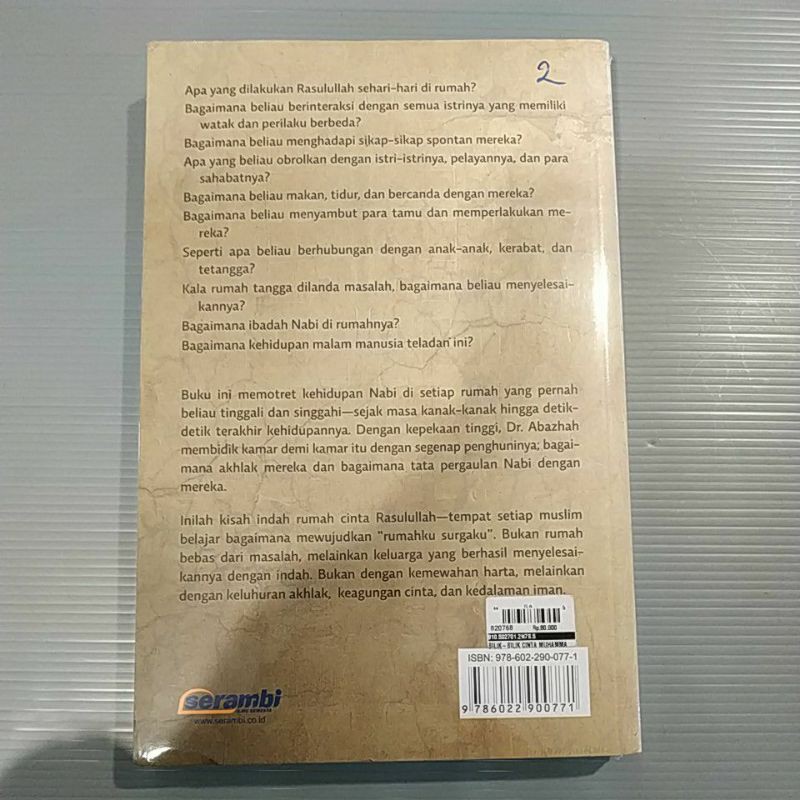 2
Apa yang dilakukan Rasulullah sehari-hari di rumah?
Bagaimana beliau berinteraksi dengan semua istrinya yang memiliki
watak dan perilaku berbeda?
Bagaimana beliau menghadapi sikap-sikap spontan mereka?
Apa yang beliau obrolkan dengan istri-istrinya, pelayannya, dan para
sahabatnya?
Bagaimana beliau makan, tidur, dan bercanda dengan mereka?
Bagaimana beliau menyambut para tamu dan memperlakukan me-
reka?
Seperti apa beliau berhubungan dengan anak-anak, kerabat, dan
tetangga?
Kala rumah tangga dilanda masalah, bagaimana beliau menyelesai-
kannya?
Bagaimana ibadah Nabi di rumahnya?
Bagaimana kehidupan malam manusia teladan ini?
Buku ini memotret kehidupan Nabi di setiap rumah yang pernah
beliau tinggali dan singgahi—sejak masa kanak-kanak hingga detik-
detik terakhir kehidupannya. Dengan kepekaan tinggi, Dr. Abazhah
membidik kamar demi kamar itu dengan segenap penghuninya; bagai-
mana akhlak mereka dan bagaimana tata pergaulan Nabi dengan
mereka.
Inilah kisah indah rumah cinta Rasulullah—tempat setiap muslim
belajar bagaimana mewujudkan "rumahku surgaku". Bukan rumah
bebas dari masalah, melainkan keluarga yang berhasil menyelesai-
kannya dengan indah. Bukan dengan kemewahan harta, melainkan
dengan keluhuran akhlak, keagungan cinta, dan kedalaman iman.
820768 Rp.80,000
BILIK-BILIK CINTA MUHAMMA
ISBN: 978-602-290-077-1
9 786022 900771
serambi
www.serambi.co.id